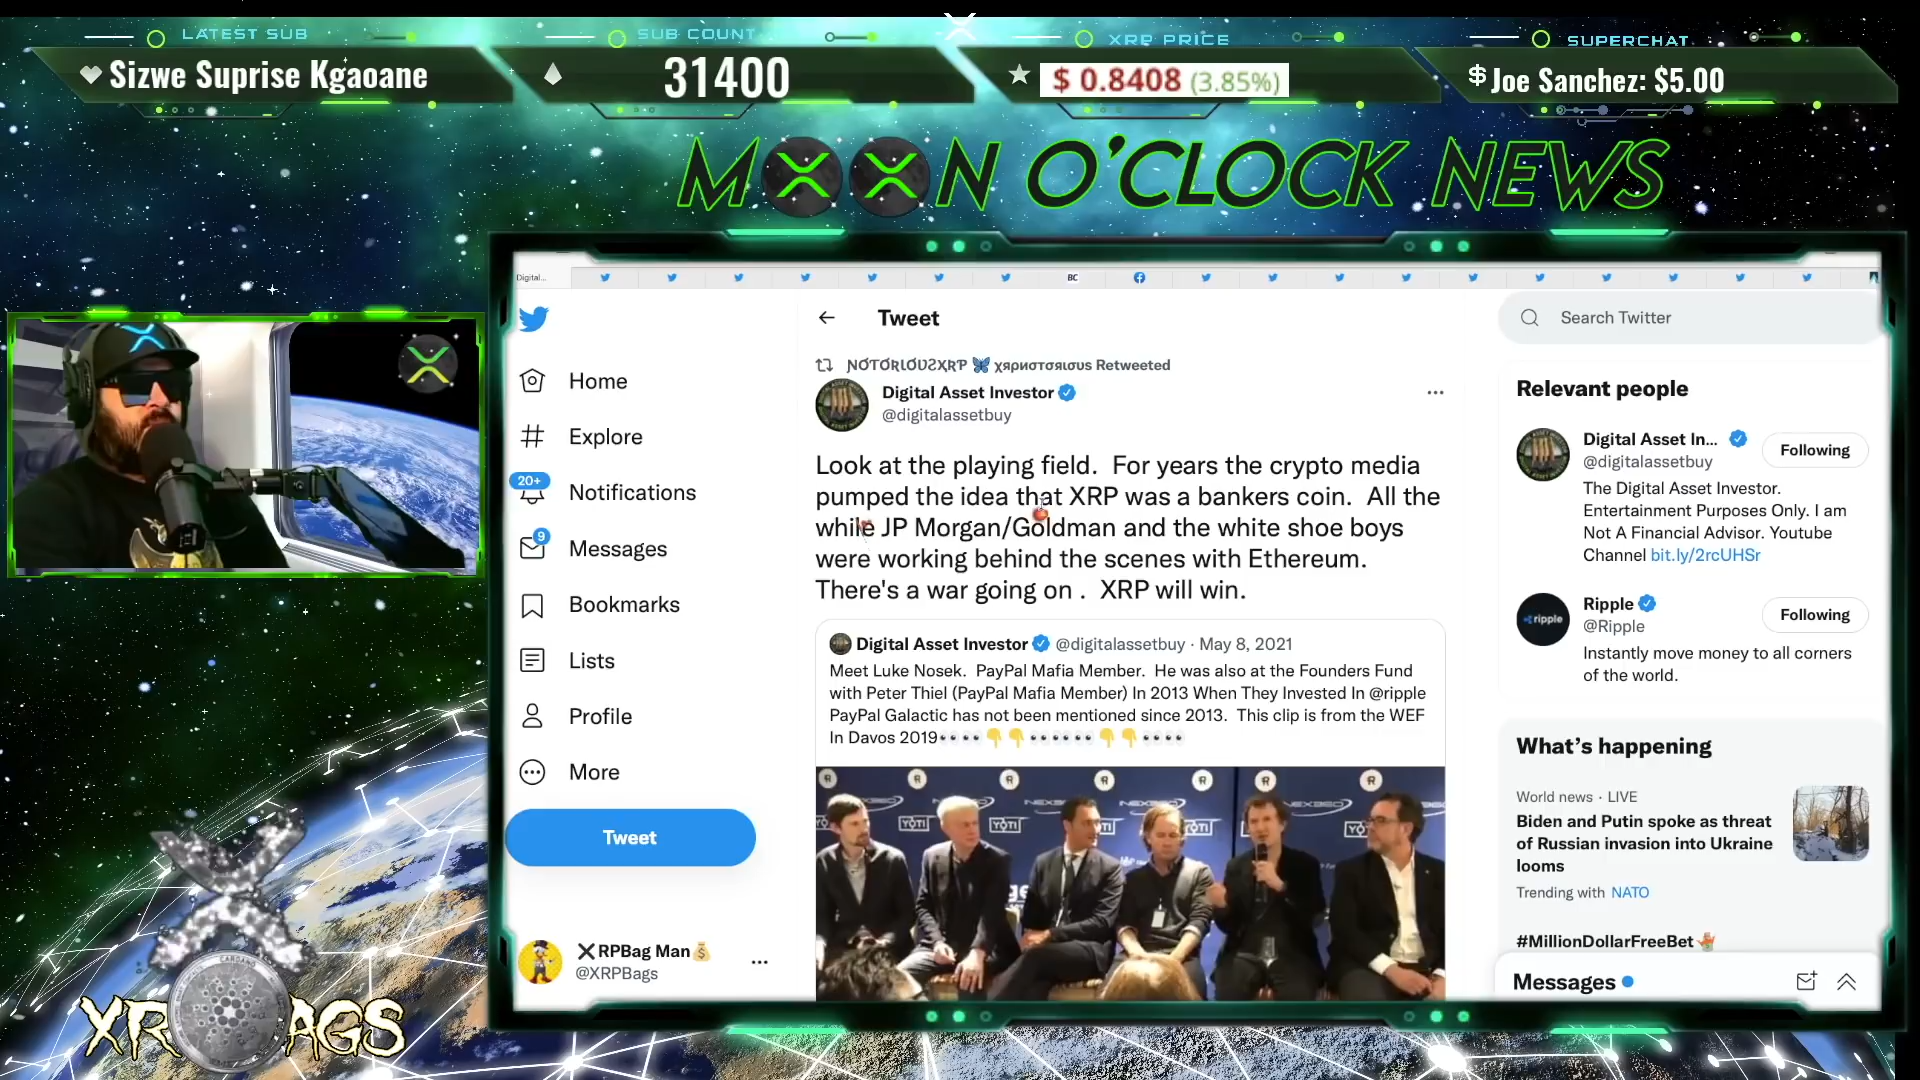 LATEST SUB
SUB COUNT
XRP PRICE
SUPERCHAT
Sizwe Suprise Kgaoane
31400
$ 0.8408 (3.85%)
$ Joe Sanchez: $5.00
MOON O'CLOCK NEWS
Digital...
BC
Tweet
Search Twitter
NOTORIOUSXRP 🦋 χяρησтσяισυs Retweeted
Digital Asset Investor
@digitalassetbuy
Look at the playing field. For years the crypto media
pumped the idea that XRP was a bankers coin. All the
while JP Morgan/Goldman and the white shoe boys
were working behind the scenes with Ethereum.
There's a war going on . XRP will win.
Digital Asset Investor @digitalassetbuy · May 8, 2021
Meet Luke Nosek. PayPal Mafia Member. He was also at the Founders Fund
with Peter Thiel (PayPal Mafia Member) In 2013 When They Invested In @ripple
PayPal Galactic has not been mentioned since 2013. This clip is from the WEF
In Davos 2019👀👀👇👇👀👀👀👇👇👀👀
YOTI
YOTI
YOTI
Home
Explore
20+
Notifications
9
Messages
Bookmarks
Lists
Profile
More
Tweet
XRPBag Man💰
@XRPBags
Relevant people
Digital Asset In...
@digitalassetbuy
Following
The Digital Asset Investor.
Entertainment Purposes Only. I am
Not A Financial Advisor. Youtube
Channel bit.ly/2rcUHSr
ripple
Ripple
@Ripple
Following
Instantly move money to all corners
of the world.
What's happening
World news · LIVE
Biden and Putin spoke as threat
of Russian invasion into Ukraine
looms
Trending with NATO
#MillionDollarFreeBet
Messages
CARDANO
XRPBAGS